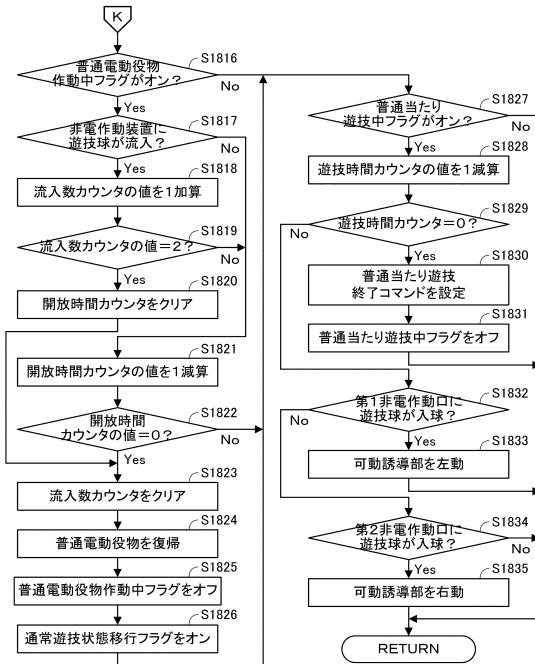 K
S1816
普通電動役物
作動中フラグがオン？
No
Yes
S1817
非電作動装置に
遊技球が流入？
Yes
S1818
流入数カウンタの値を1加算
S1819
流入数カウンタの値=2？
No
Yes
S1820
開放時間カウンタをクリア
S1821
開放時間カウンタの値を1減算
S1822
開放時間
カウンタの値=0？
No
Yes
S1823
流入数カウンタをクリア
S1824
普通電動役物を復帰
S1825
普通電動役物作動中フラグをオフ
S1826
通常遊技状態移行フラグをオン
S1827
普通当たり
遊技中フラグがオン？
No
Yes
S1828
遊技時間カウンタの値を1減算
S1829
遊技時間カウンタ=0？
No
Yes
S1830
普通当たり遊技
終了コマンドを設定
S1831
普通当たり遊技中フラグをオフ
S1832
第1非電作動口に
遊技球が入球？
No
Yes
S1833
可動誘導部を左動
S1834
第2非電作動口に
遊技球が入球？
No
Yes
S1835
可動誘導部を右動
RETURN